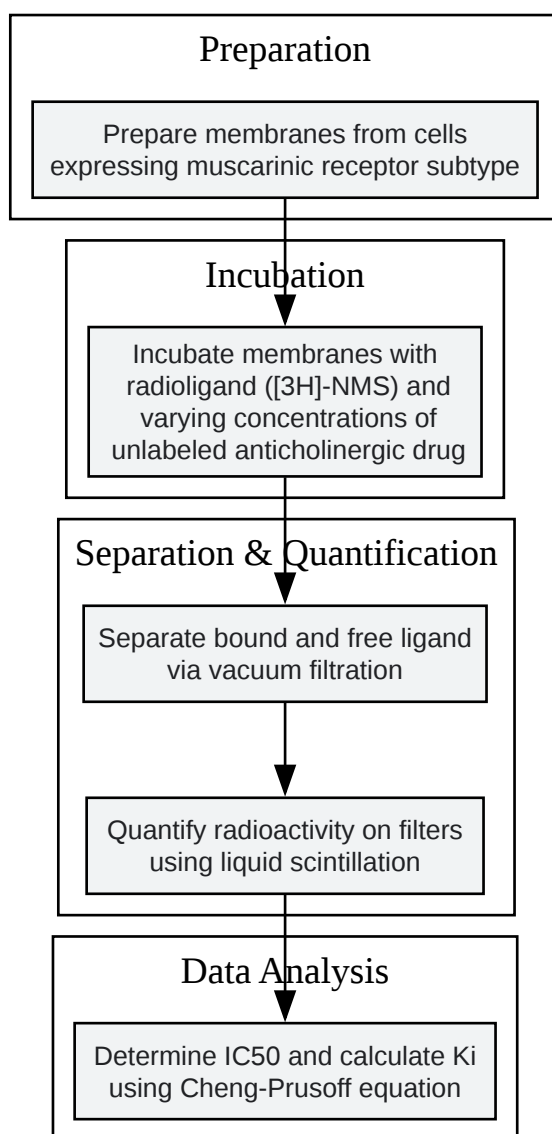 Preparation
Prepare membranes from cells
expressing muscarinic receptor subtype
Incubation
Incubate membranes with
radioligand ([3H]-NMS) and
varying concentrations of
unlabeled anticholinergic drug
Separation & Quantification
Separate bound and free ligand
via vacuum filtration
Quantify radioactivity on filters
using liquid scintillation
Data Analysis
Determine IC50 and calculate Ki
using Cheng-Prusoff equation